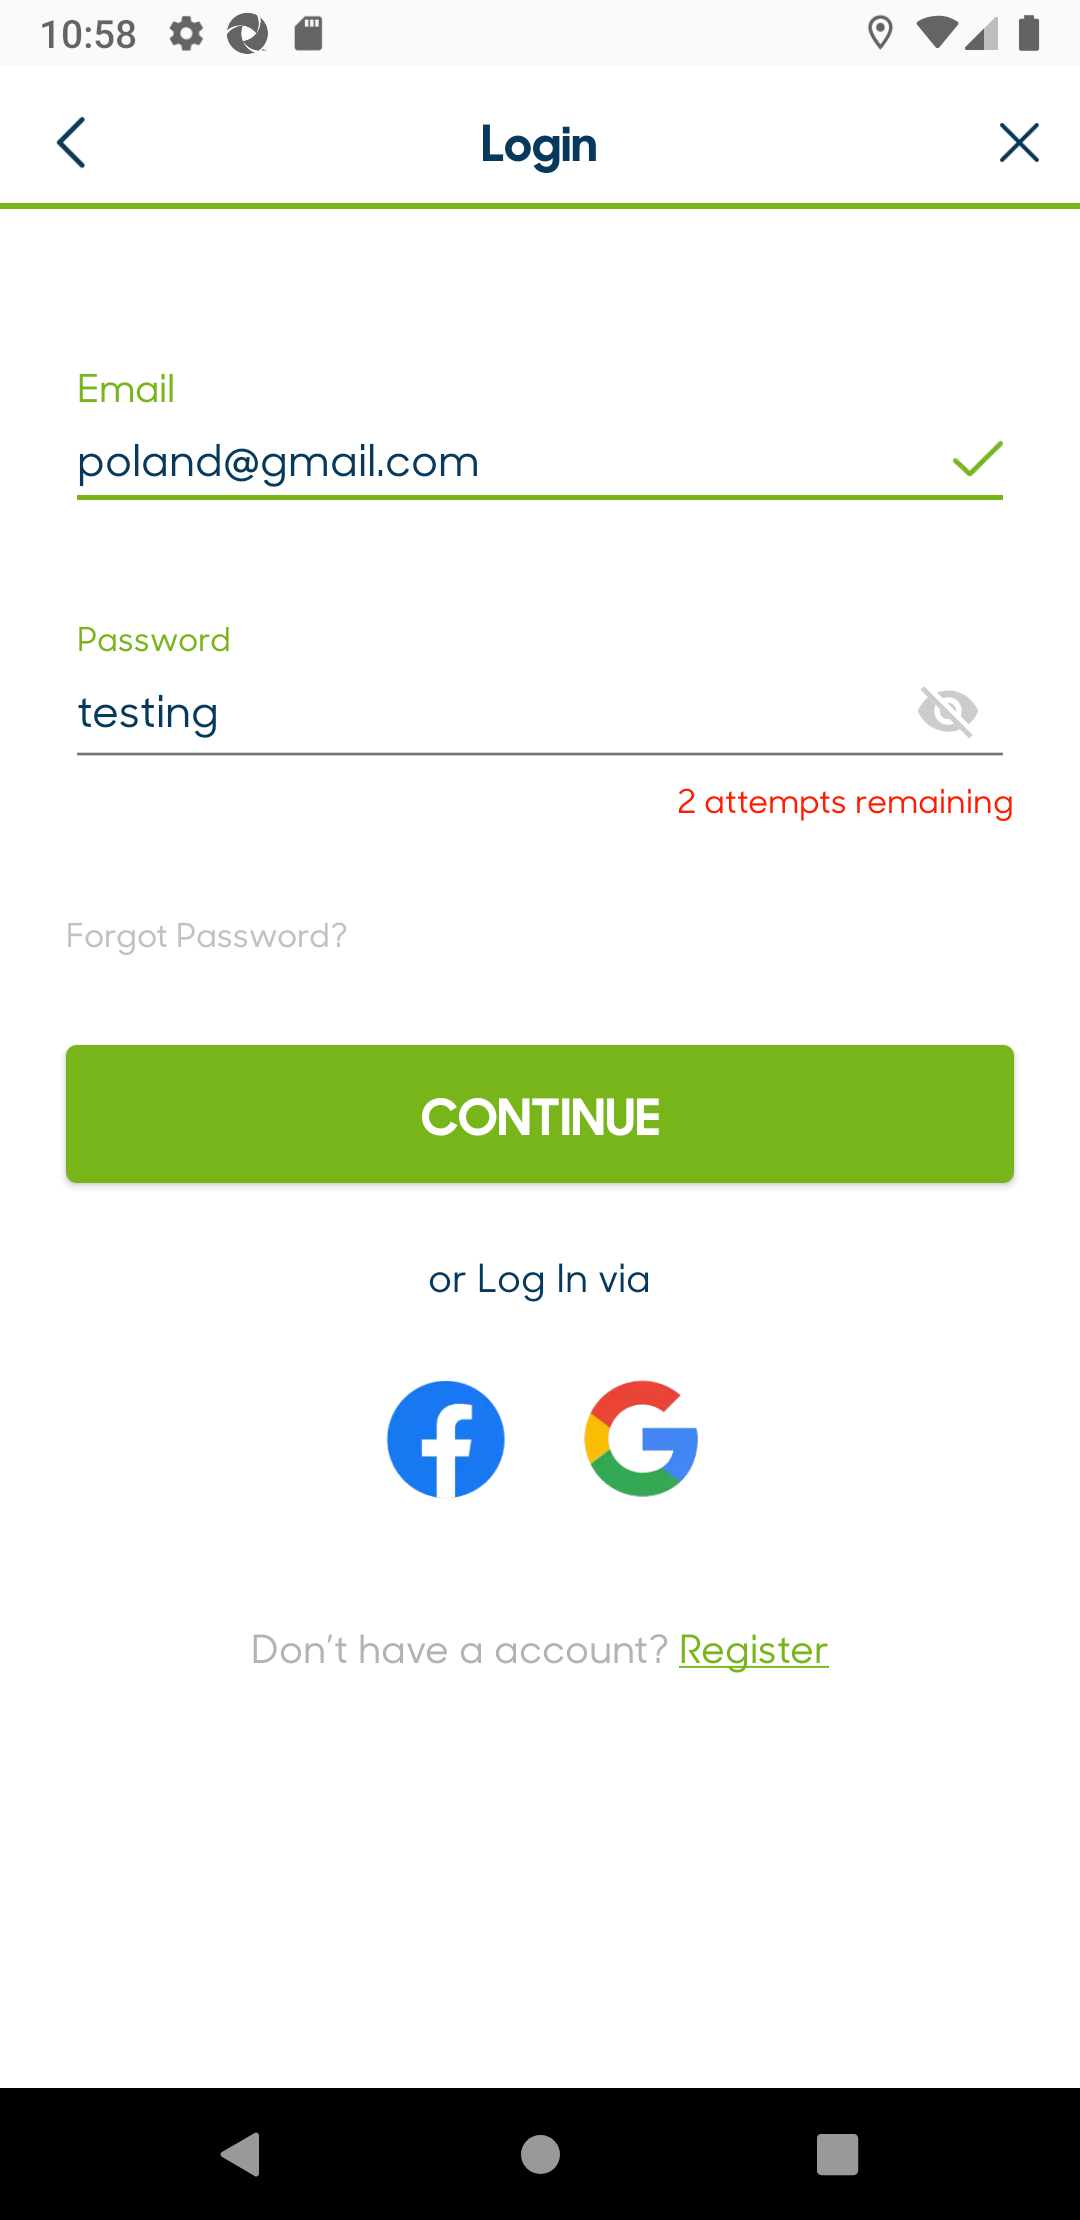 10:58
Login
Email
poland@gmail.com
Password
testing
2 attempts remaining
Forgot Password?
CONTINUE
or Log In via
Don't have a account? Register